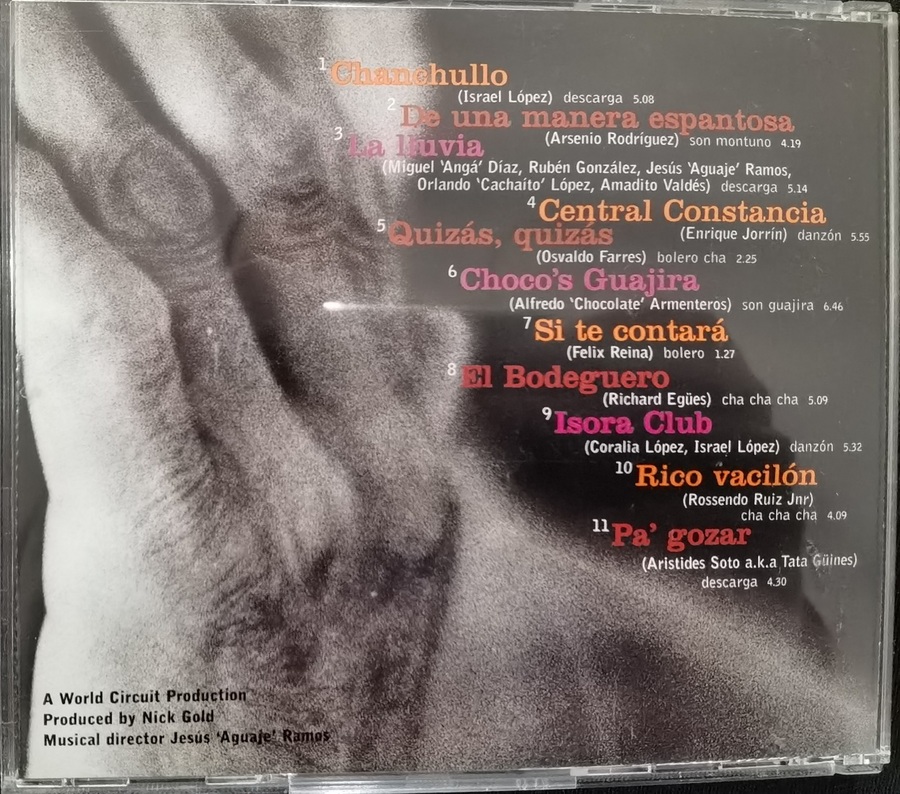 1 Chanchullo
(Israel López) descarga 5.08
2 De una manera espantosa
(Arsenio Rodríguez) son montuno 4.19
3 La lluvia
(Miguel ‘Angá’ Díaz, Rubén González, Jesús ‘Aguaje’ Ramos,
Orlando ‘Cachaíto’ López, Amadito Valdés) descarga 5.14
4 Central Constancia
(Enrique Jorrín) danzón 5.55
5 Quizás, quizás
(Osvaldo Farres) bolero cha 2.25
6 Choco’s Guajira
(Alfredo ‘Chocolate’ Armenteros) son guajira 6.46
7 Si te contará
(Felix Reina) bolero 1.27
8 El Bodeguero
(Richard Egües) cha cha cha 5.09
9 Isora Club
(Coralia López, Israel López) danzón 5.32
10 Rico vacilón
(Rossendo Ruiz Jnr)
cha cha cha 4.09
11 Pa’ gozar
(Aristides Soto a.k.a Tata Güines)
descarga 4.30
A World Circuit Production
Produced by Nick Gold
Musical director Jesús ‘Aguaje’ Ramos